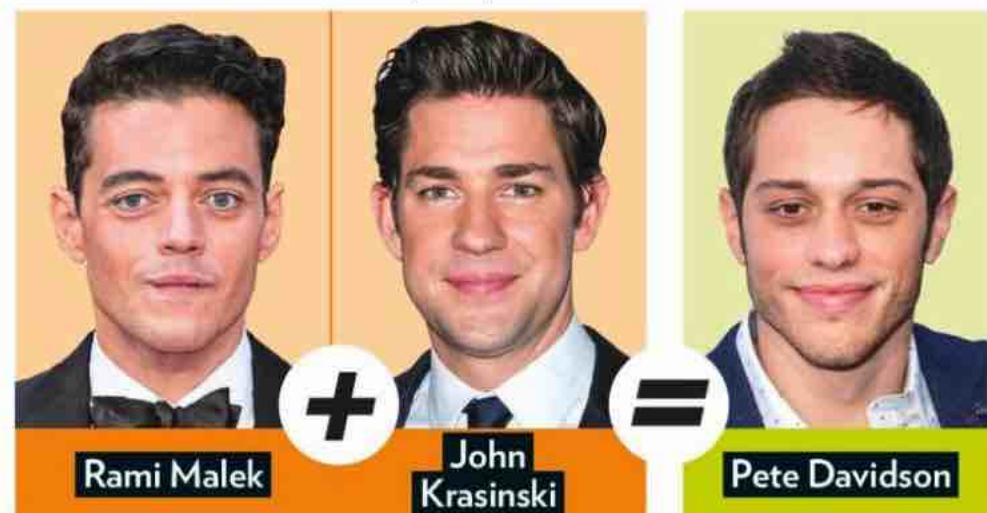 Rami Malek
+
John
Krasinski
=
Pete Davidson